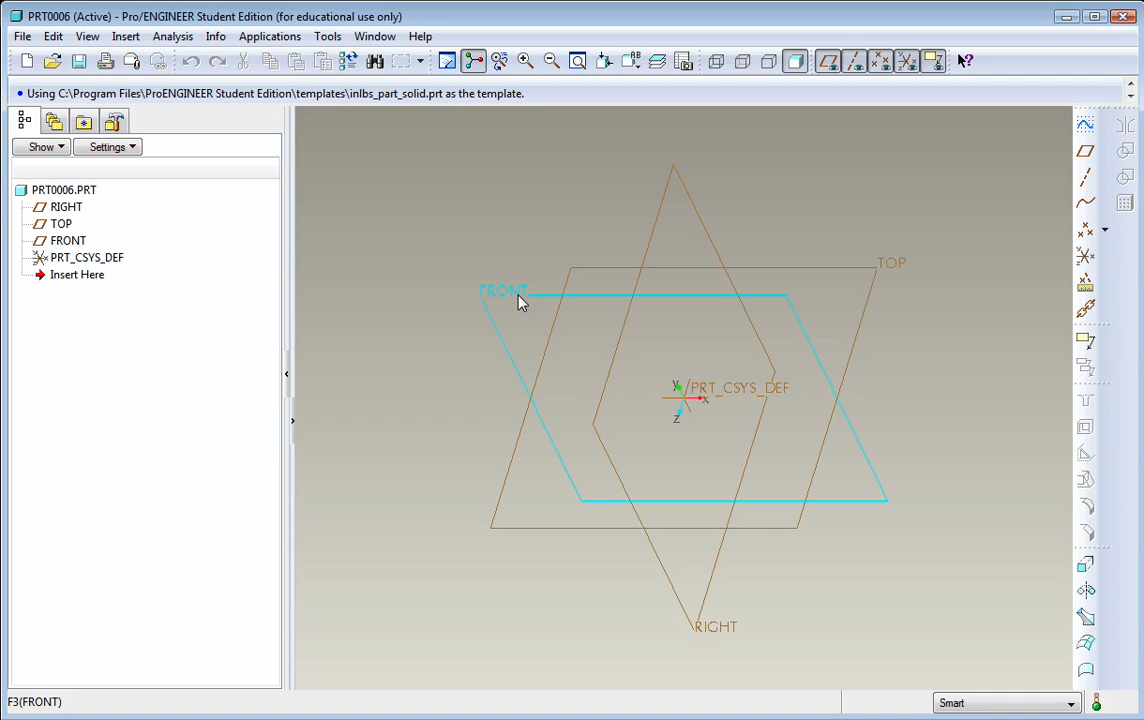 PRT0006 (Active) - Pro/ENGINEER Student Edition (for educational use only)
File Edit View Insert Analysis Info Applications Tools Window Help
Using C:\Program Files\ProENGINEER Student Edition\templates\inlbs_part_solid.prt as the template.
Show Settings
PRT0006.PRT
RIGHT
TOP
FRONT
PRT_CSYS_DEF
Insert Here
TOP
FRONT
y
PRT_CSYS_DEF
x
z
RIGHT
F3(FRONT)
Smart